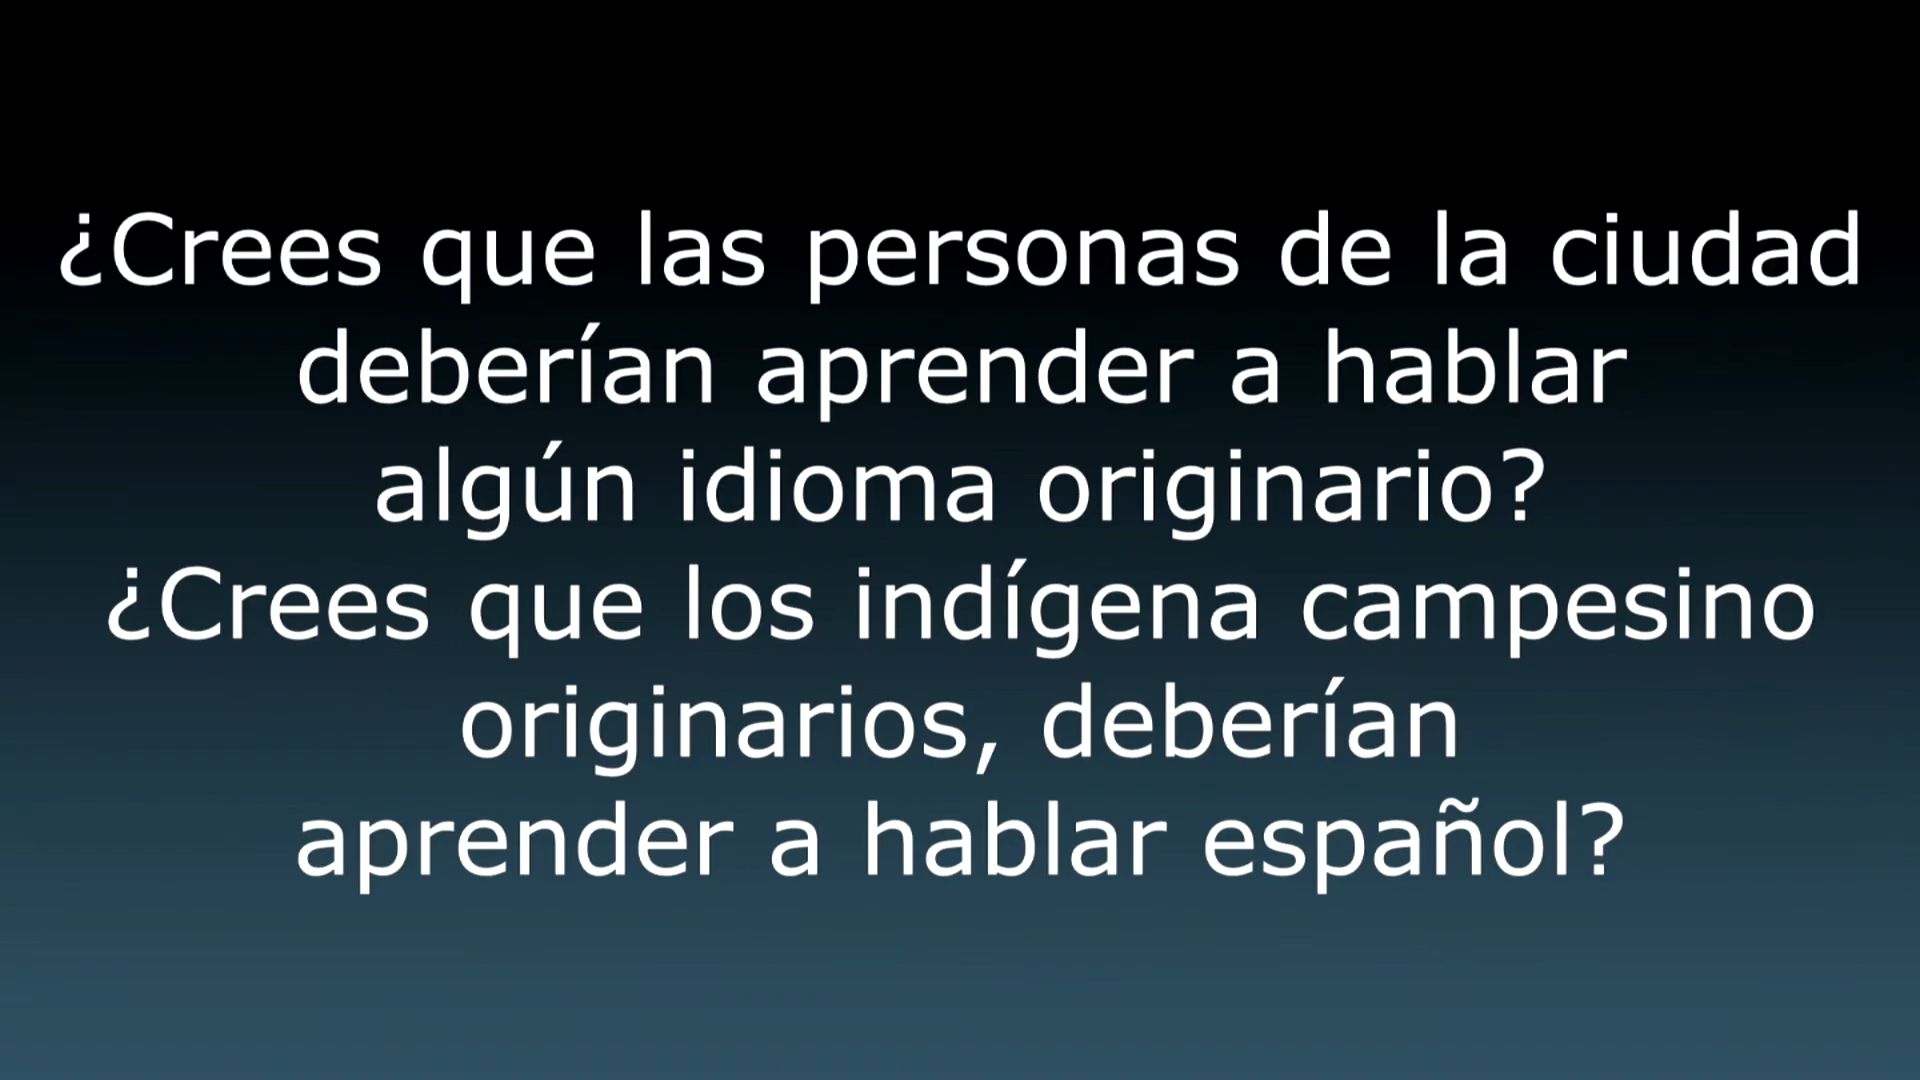 ¿Crees que las personas de la ciudad
deberían aprender a hablar
algún idioma originario?
¿Crees que los indígena campesino
originarios, deberían
aprender a hablar español?